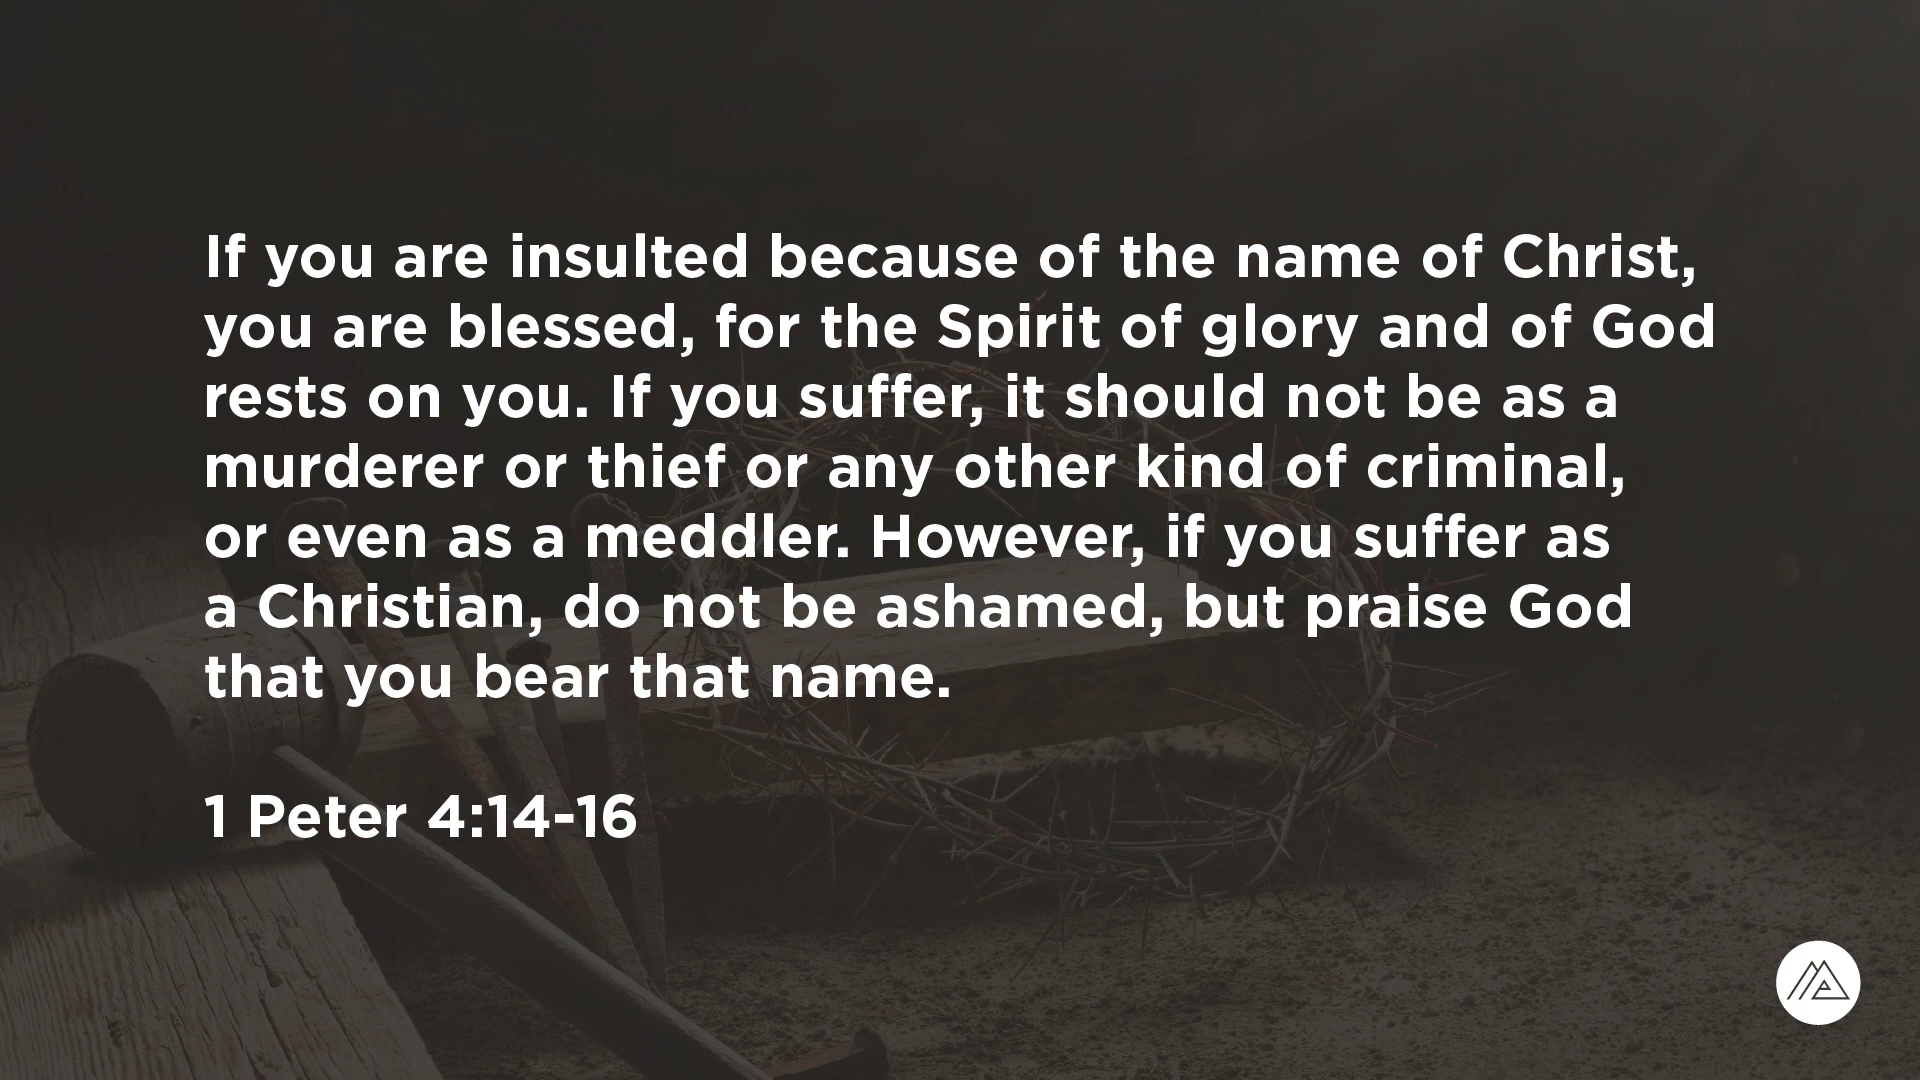 If you are insulted because of the name of Christ,
you are blessed, for the Spirit of glory and of God
rests on you. If you suffer, it should not be as a
murderer or thief or any other kind of criminal,
or even as a meddler. However, if you suffer as
a Christian, do not be ashamed, but praise God
that you bear that name.
1 Peter 4:14-16